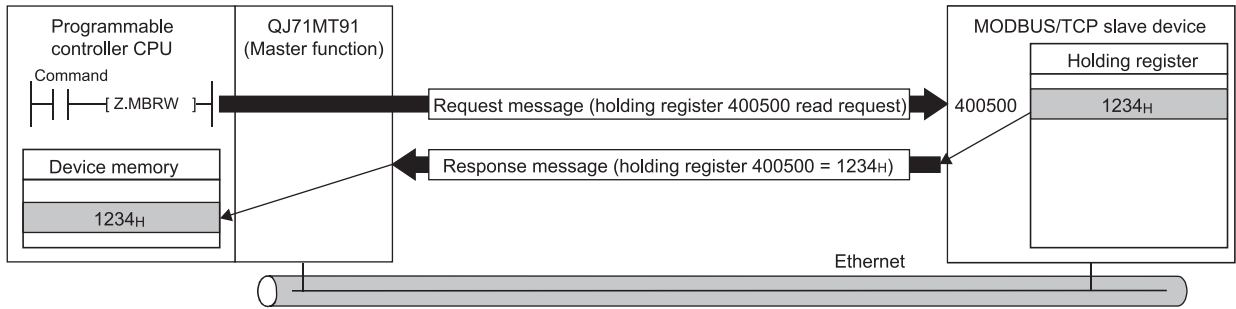 Programmable
controller CPU
QJ71MT91
(Master function)
MODBUS/TCP slave device
Command
[ Z.MBRW ]
Holding register
Request message (holding register 400500 read request)
400500
1234H
Device memory
Response message (holding register 400500 = 1234H)
1234H
Ethernet